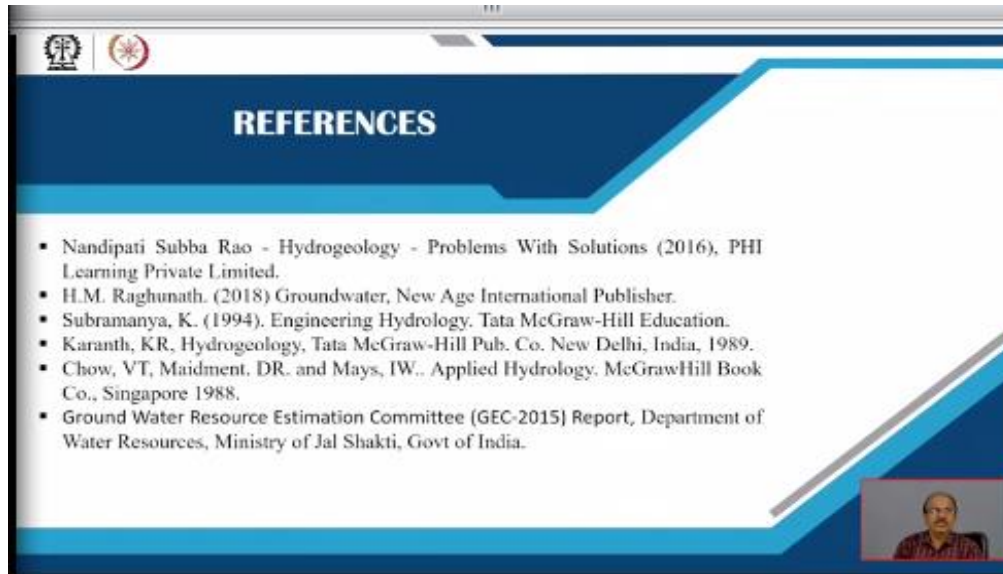 REFERENCES
▪ Nandipati Subba Rao - Hydrogeology - Problems With Solutions (2016), PHI
Learning Private Limited.
▪ H.M. Raghunath. (2018) Groundwater, New Age International Publisher.
▪ Subramanya, K. (1994). Engineering Hydrology. Tata McGraw-Hill Education.
▪ Karanth, KR, Hydrogeology, Tata McGraw-Hill Pub. Co. New Delhi, India, 1989.
▪ Chow, VT, Maidment. DR. and Mays, IW.. Applied Hydrology. McGrawHill Book
Co., Singapore 1988.
▪ Ground Water Resource Estimation Committee (GEC-2015) Report, Department of
Water Resources, Ministry of Jal Shakti, Govt of India.